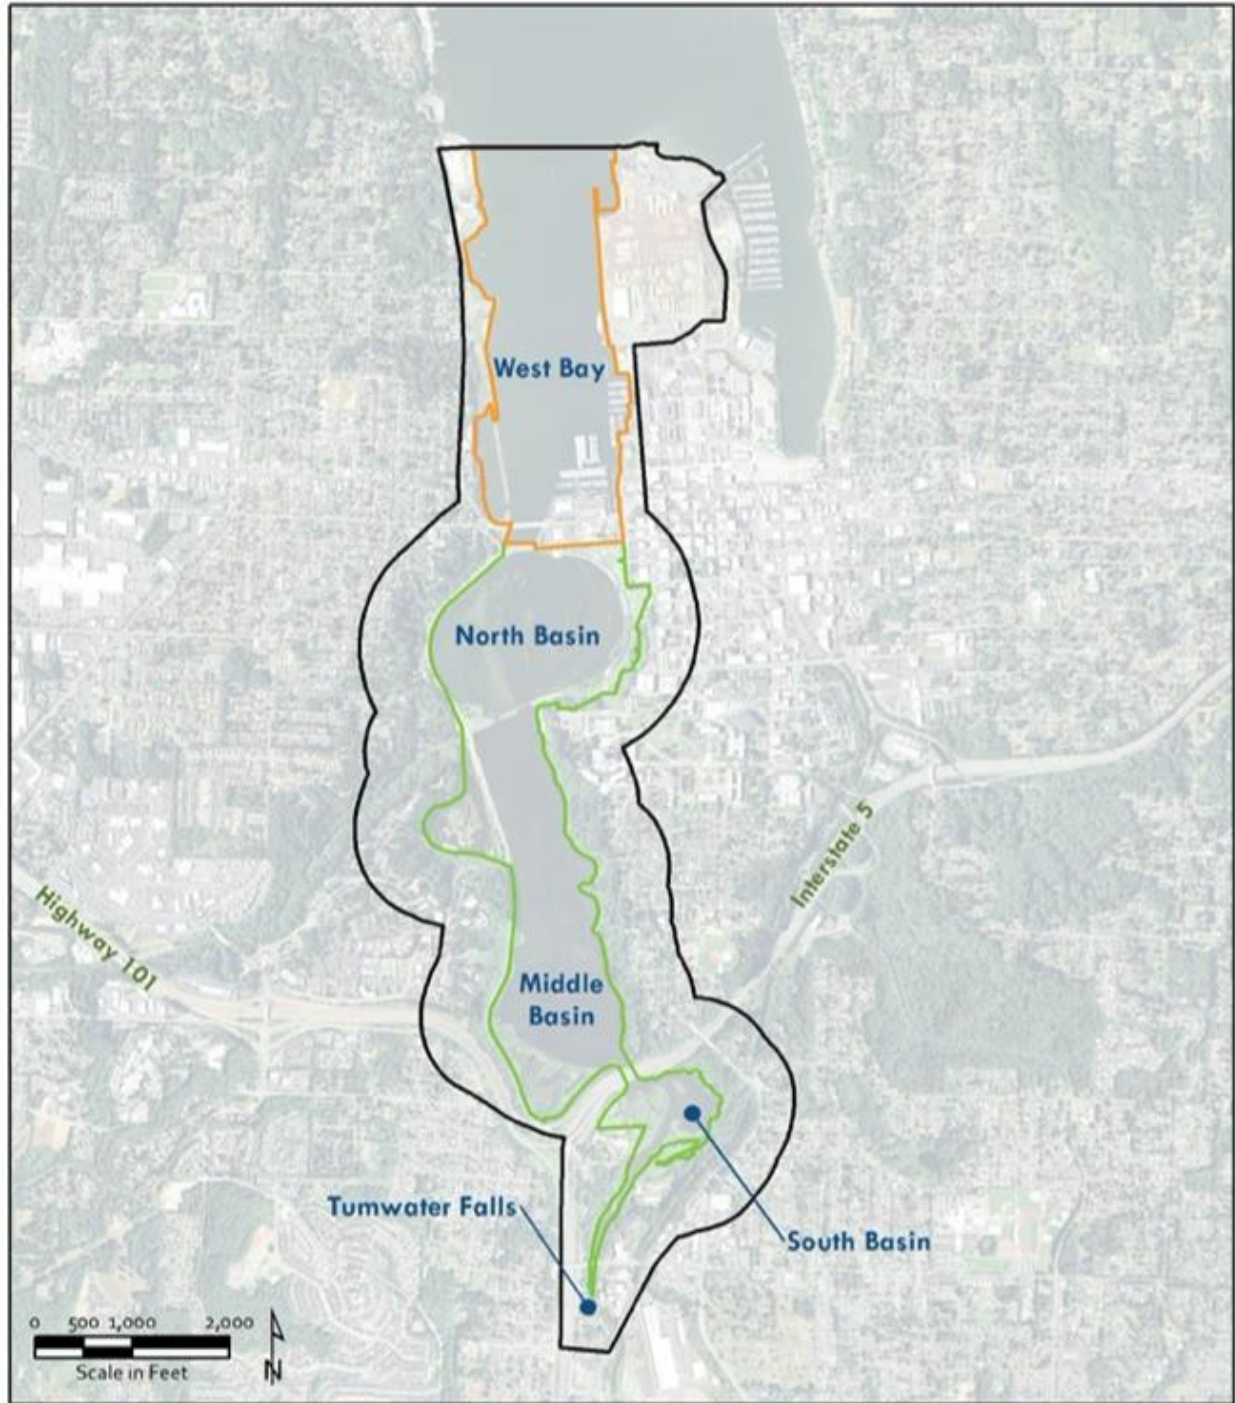 West Bay
North Basin
Interstate 5
Highway 101
Middle
Basin
Tumwater Falls
South Basin
0 500 1,000 2,000
Scale in Feet
N